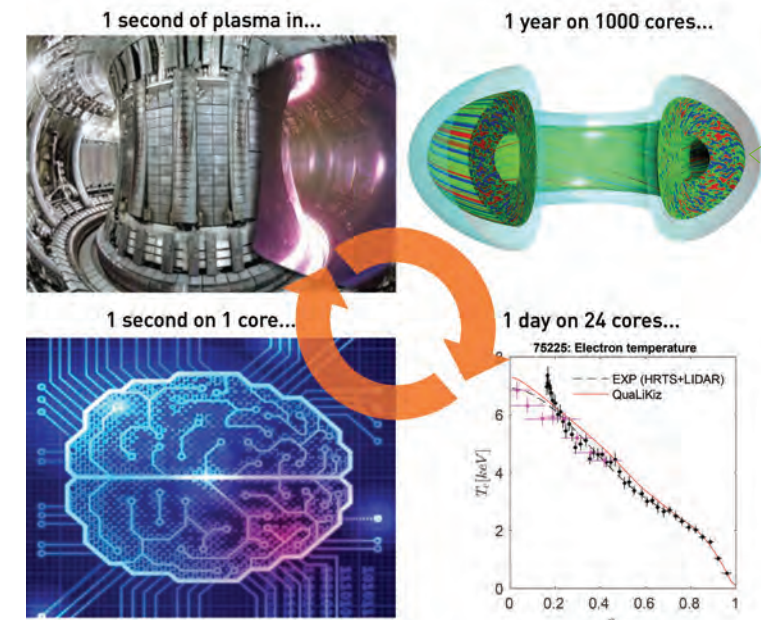 1 second of plasma in...
1 year on 1000 cores...
1 second on 1 core...
1 day on 24 cores...
75225: Electron temperature
EXP (HRTS+LIDAR)
QuaLiKiz
8
6
4
2
0
T_e[keV]
0 0.2 0.4 0.6 0.8 1